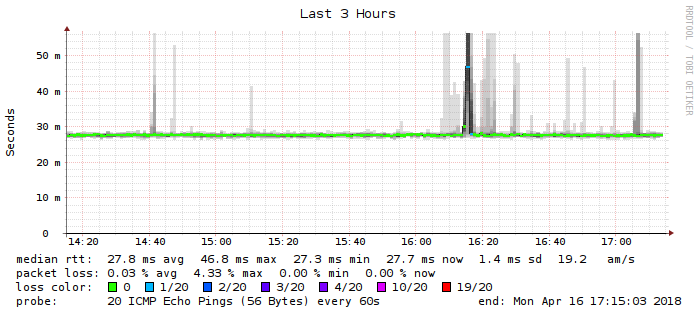 Last 3 Hours
RRDTOOL / TOBI OETIKER
Seconds
50 m
40 m
30 m
20 m
10 m
0
14:20 14:40 15:00 15:20 15:40 16:00 16:20 16:40 17:00
median rtt: 27.8 ms avg 46.8 ms max 27.3 ms min 27.7 ms now 1.4 ms sd 19.2 am/s
packet loss: 0.03 % avg 4.33 % max 0.00 % min 0.00 % now
loss color: 0 1/20 2/20 3/20 4/20 10/20 19/20
probe: 20 ICMP Echo Pings (56 Bytes) every 60s end: Mon Apr 16 17:15:03 2018